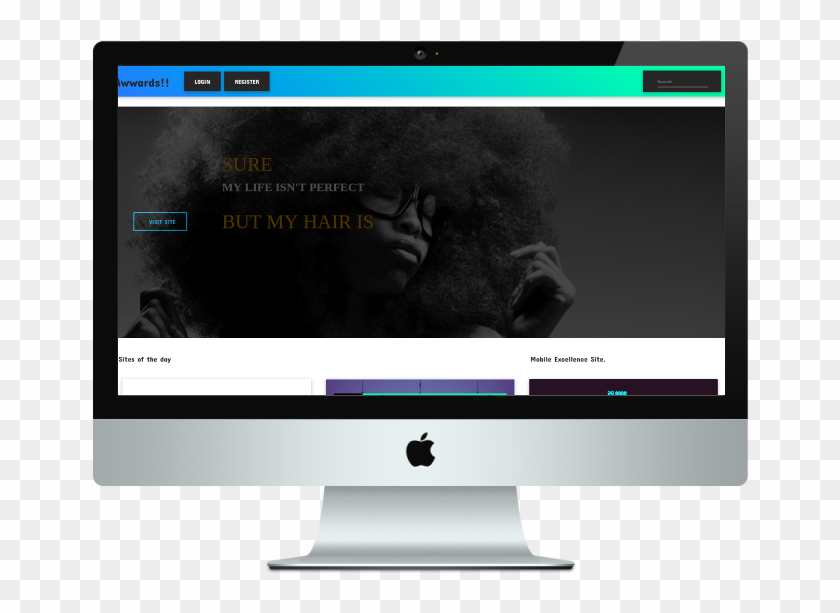 Awwards!!
LOGIN
REGISTER
Search
SURE
MY LIFE ISN'T PERFECT
BUT MY HAIR IS
VISIT SITE
Sites of the day
Mobile Excellence Site.